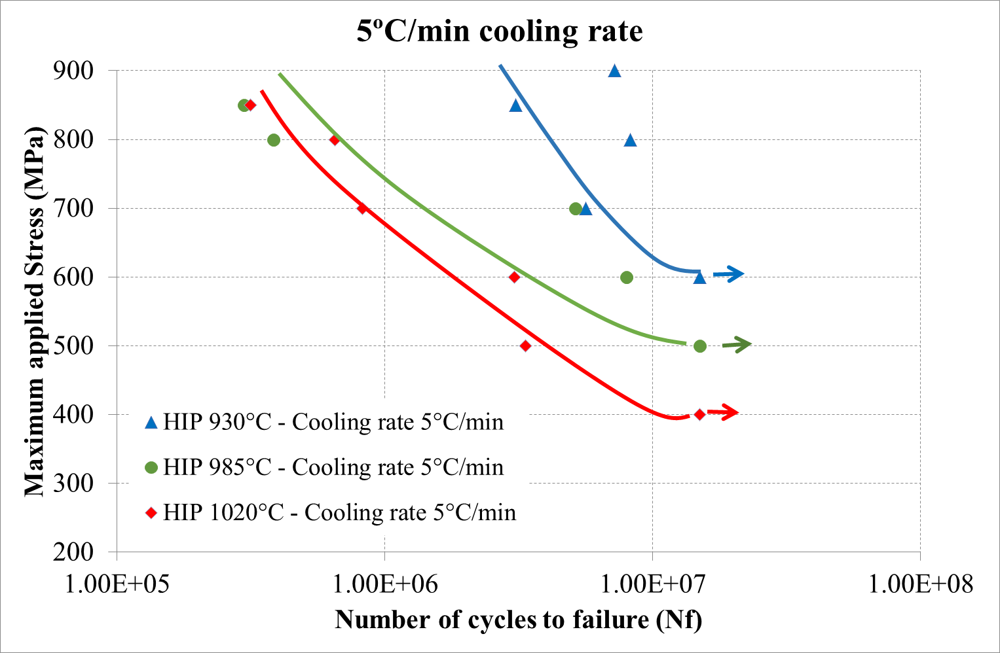 5ºC/min cooling rate
Maximum applied Stress (MPa)
900
800
700
600
500
400
300
200
HIP 930°C - Cooling rate 5°C/min
HIP 985°C - Cooling rate 5°C/min
HIP 1020°C - Cooling rate 5°C/min
1.00E+05
1.00E+06
1.00E+07
1.00E+08
Number of cycles to failure (Nf)